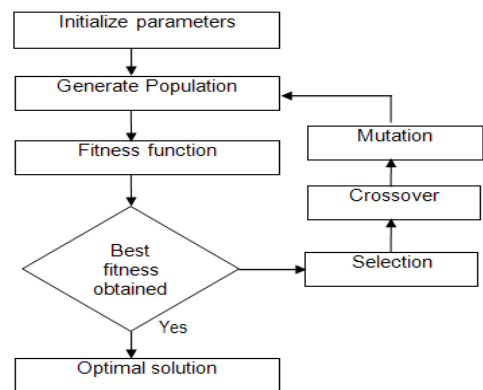 Initialize parameters
Generate Population
Fitness function
Best
fitness
obtained
Yes
Optimal solution
Selection
Crossover
Mutation